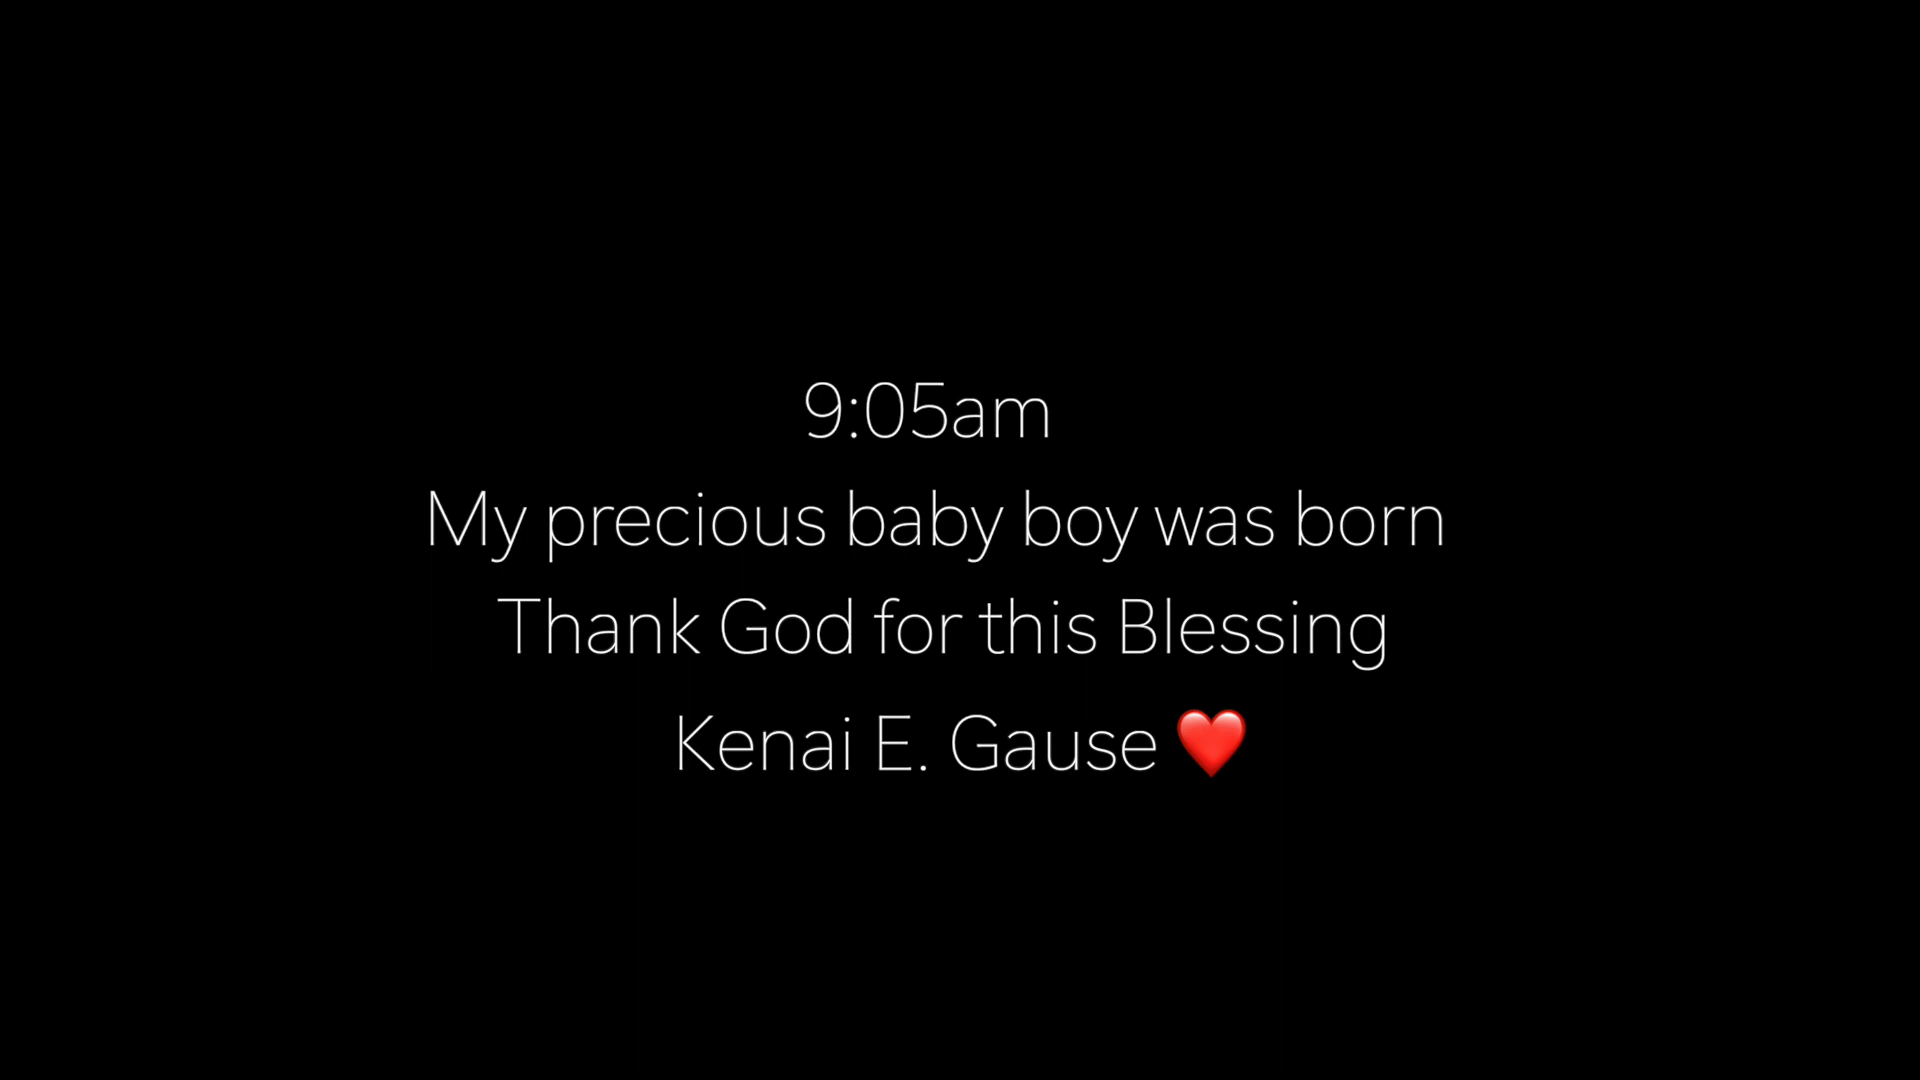 9:05am
My precious baby boy was born
Thank God for this Blessing
Kenai E. Gause ❤️